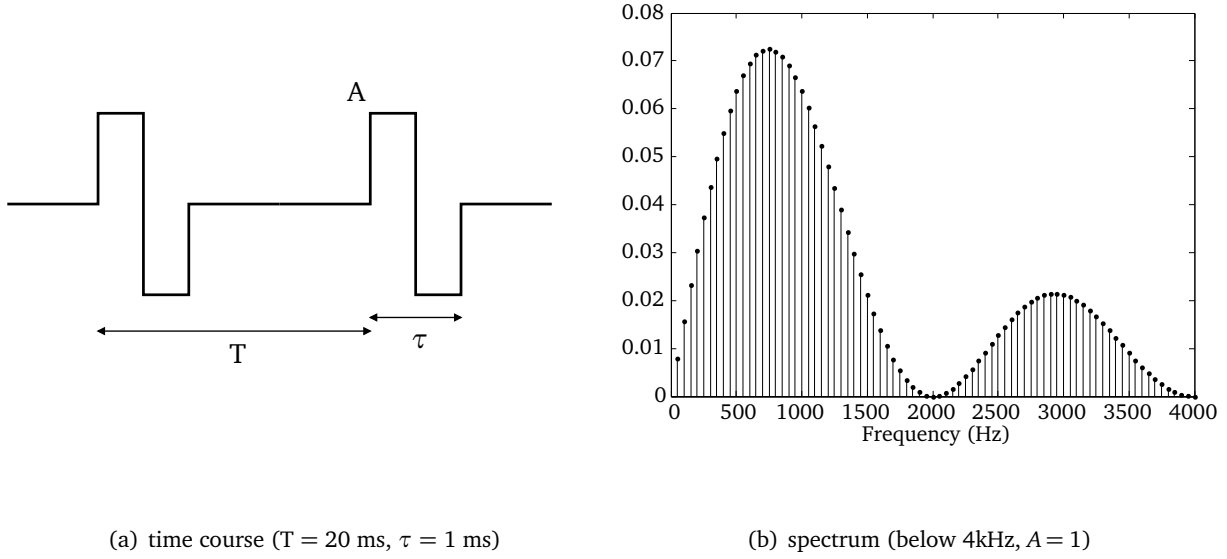 A
T
τ
0.08
0.07
0.06
0.05
0.04
0.03
0.02
0.01
0
0 500 1000 1500 2000 2500 3000 3500 4000
Frequency (Hz)
(a) time course (T = 20 ms, τ = 1 ms)
(b) spectrum (below 4kHz, A = 1)